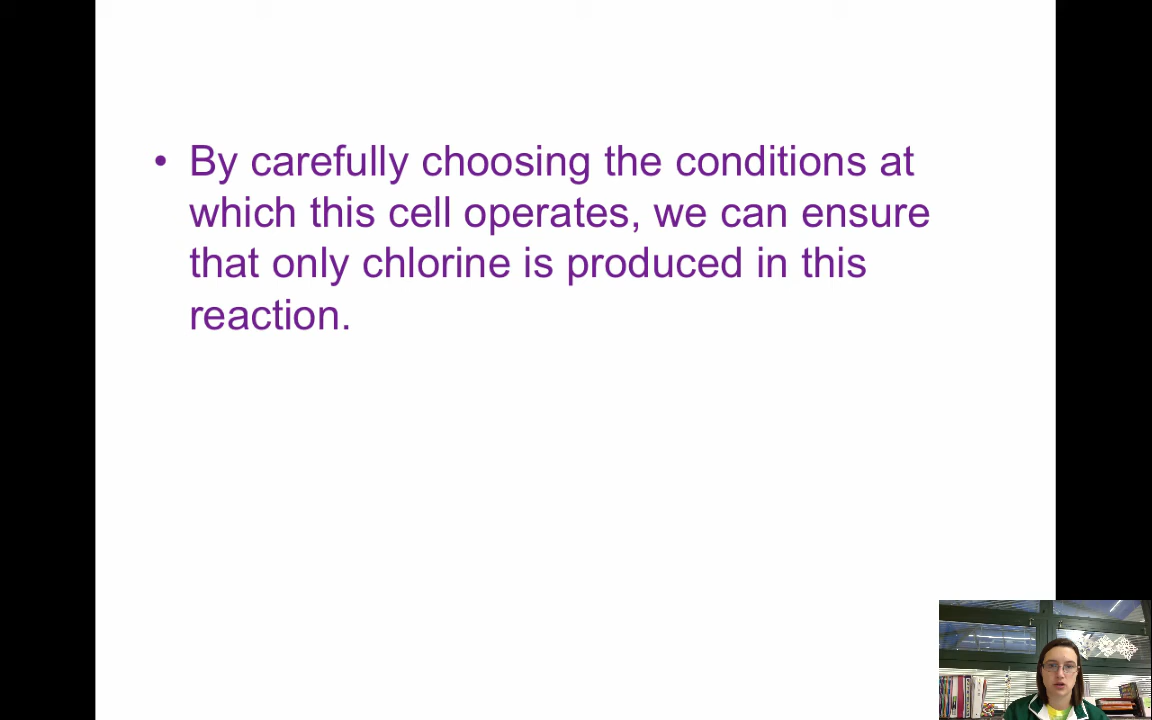 • By carefully choosing the conditions at
which this cell operates, we can ensure
that only chlorine is produced in this
reaction.